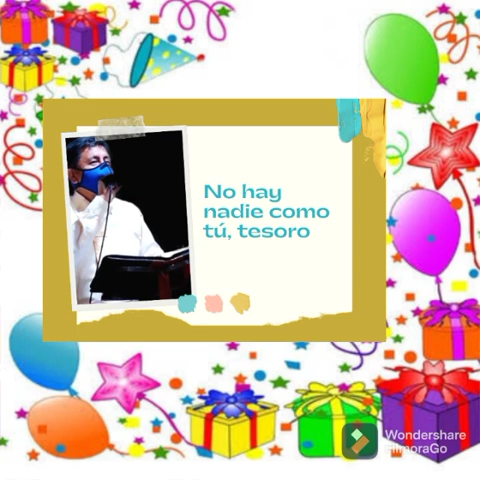 No hay
nadie como
tú, tesoro
Wondershare
FilmoraGo